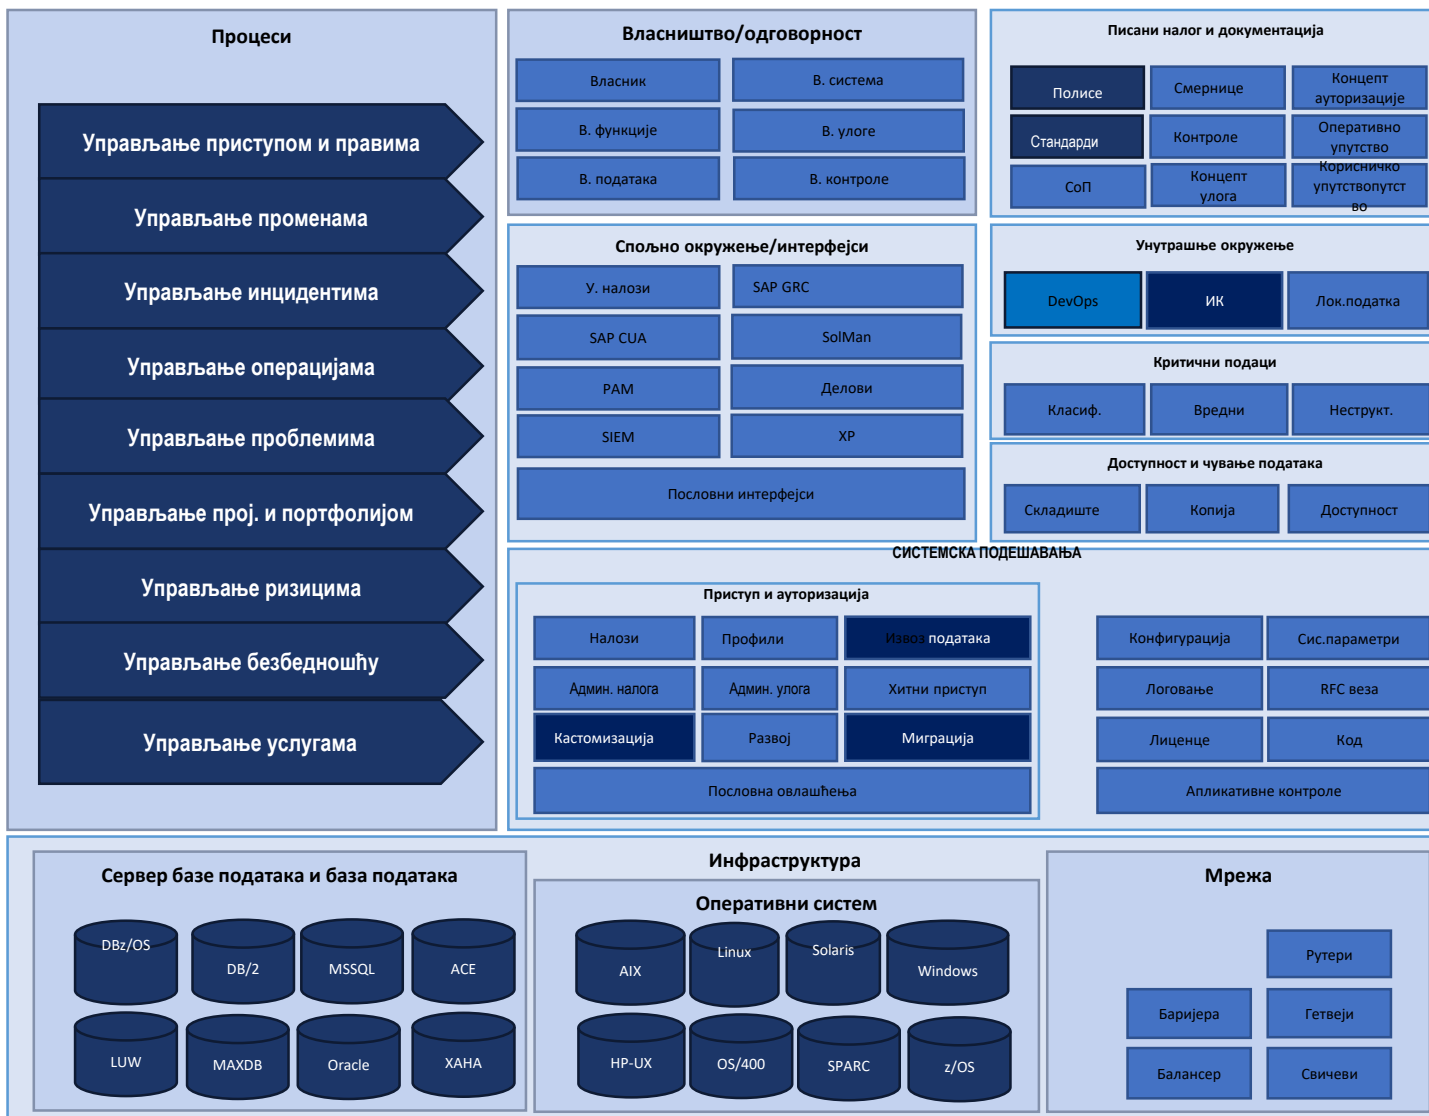 Процеси
Управљање приступом и правима
Управљање променама
Управљање инцидентима
Управљање операцијама
Управљање проблемима
Управљање прој. и портфолијом
Управљање ризицима
Управљање безбедношћу
Управљање услугама
Власништво/одговорност
Власник
В. система
В. функције
В. улоге
В. података
В. контроле
Писани налог и документација
Полисе
Смернице
Концепт
ауторизације
Стандарди
Контроле
Оперативно
упутство
СоП
Концепт
улога
Корисничко
упутствопутст
во
Спољно окружење/интерфејси
У. налози
SAP GRC
SAP CUA
SolMan
PAM
Делови
SIEM
ХР
Пословни интерфејси
Унутрашње окружење
DevOps
ИК
Лок.податка
Критични подаци
Класиф.
Вредни
Неструкт.
Доступност и чување података
Складиште
Копија
Доступност
СИСТЕМСКА ПОДЕШАВАЊА
Приступ и ауторизација
Налози
Профили
Извоз података
Админ. налога
Админ. улога
Хитни приступ
Кастомизација
Развој
Миграција
Пословна овлашћења
Конфигурација
Сис.параметри
Логовање
RFC веза
Лиценце
Код
Апликативне контроле
Инфраструктура
Сервер базе података и база података
DBz/OS
DB/2
MSSQL
ACE
LUW
MAXDB
Oracle
ХАНА
Оперативни систем
AIX
Linux
Solaris
Windows
HP-UX
OS/400
SPARC
z/OS
Мрежа
Рутери
Баријера
Гетвеји
Балансер
Свичеви